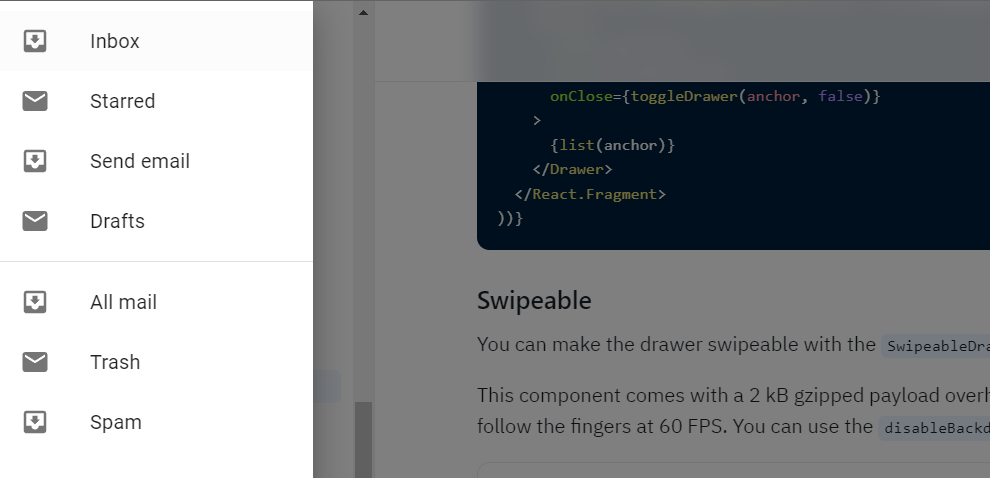 Inbox
Starred
Send email
Drafts
All mail
Trash
Spam
onClose={toggleDrawer(anchor, false)}
>
{list(anchor)}
</Drawer>
</React.Fragment>
))}
Swipeable
You can make the drawer swipeable with the SwipeableDra
This component comes with a 2 kB gzipped payload overh
follow the fingers at 60 FPS. You can use the disableBackd